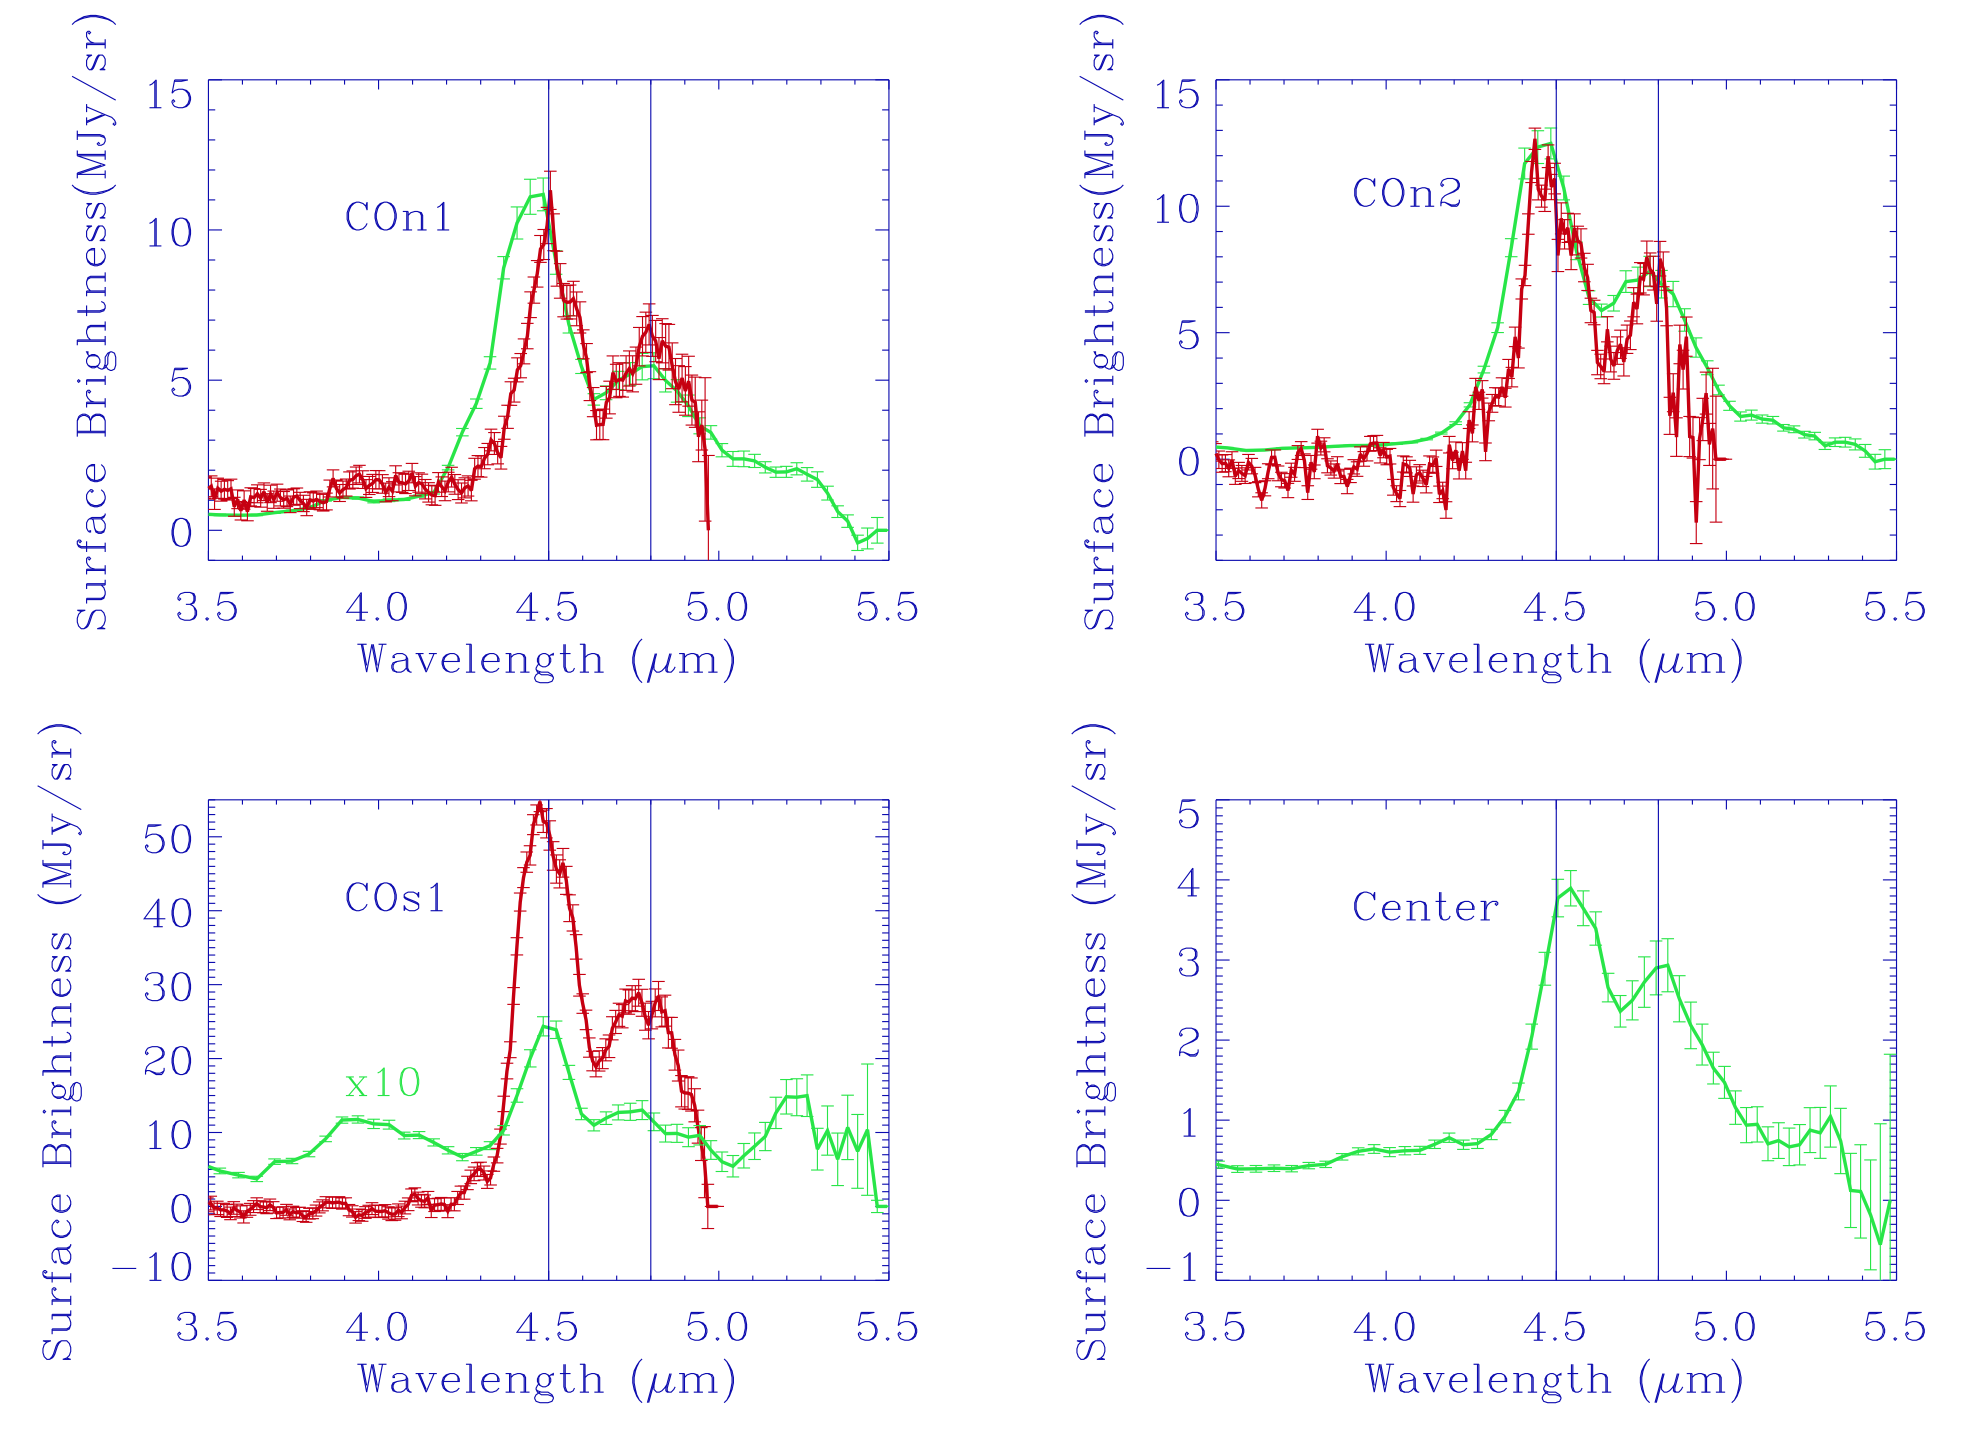 Surface Brightness(MJy/sr)
15
10
5
0
COn1
3.5 4.0 4.5 5.0 5.5
Wavelength (μm)
Surface Brightness(MJy/sr)
15
10
5
0
COn2
3.5 4.0 4.5 5.0 5.5
Wavelength (μm)
Surface Brightness (MJy/sr)
50
40
30
20
10
0
−10
COs1
x10
3.5 4.0 4.5 5.0 5.5
Wavelength (μm)
Surface Brightness (MJy/sr)
5
4
3
2
1
0
−1
Center
3.5 4.0 4.5 5.0 5.5
Wavelength (μm)